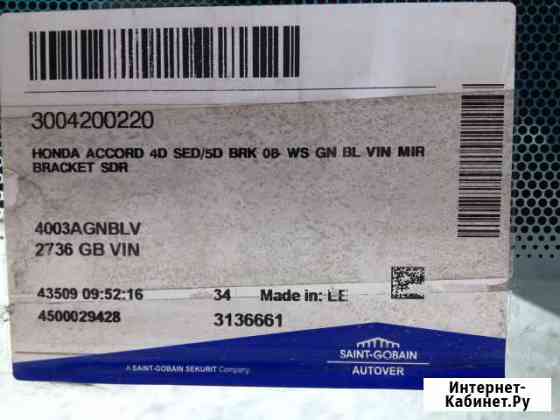 3004200220
HONDA ACCORD 4D SED/5D BRK 08- WS GN BL VIN MIR
BRACKET SDR
4003AGNBLV
2736 GB VIN
43509 09:52:16 34 Made in: EE
4500029428 3136661
SAINT-GOBAIN
AUTOVER
A SAINT-GOBAIN SEKURIT Company
Интернет-
Кабинет.Ру